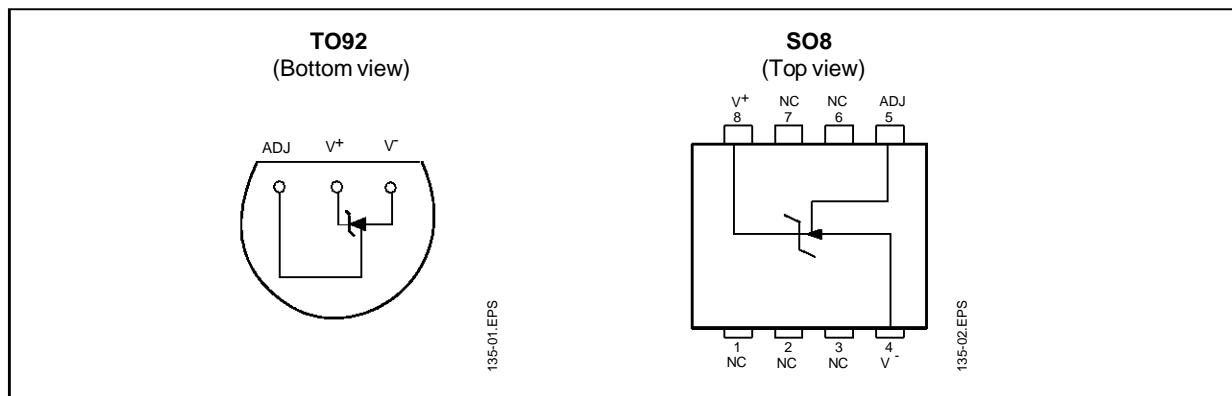 TO92
(Bottom view)
ADJ V+ V-
135-01.EPS
SO8
(Top view)
V+ NC NC ADJ
8 7 6 5
1 2 3 4
NC NC NC V -
135-02.EPS